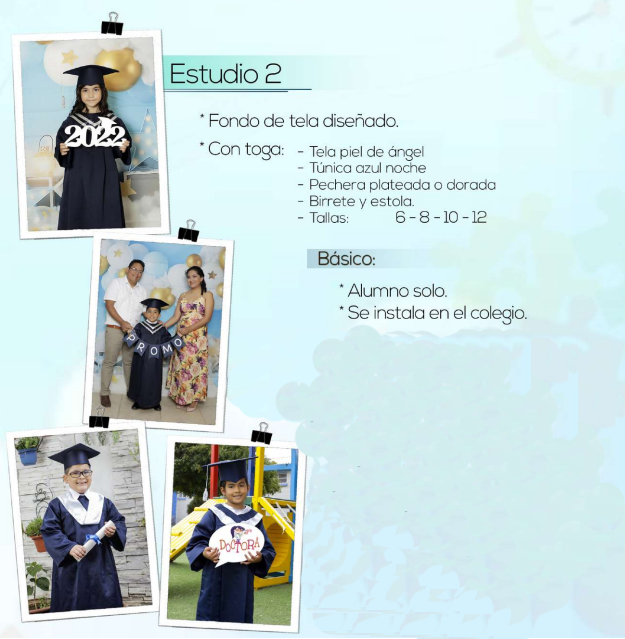 Estudio 2
* Fondo de tela diseñado.
* Con toga:
- Tela piel de ángel
- Túnica azul noche
- Pechera plateada o dorada
- Birrete y estola.
- Tallas: 6 - 8 - 10 - 12
Básico:
* Alumno solo.
* Se instala en el colegio.
2022
PROMO
DOCTORA